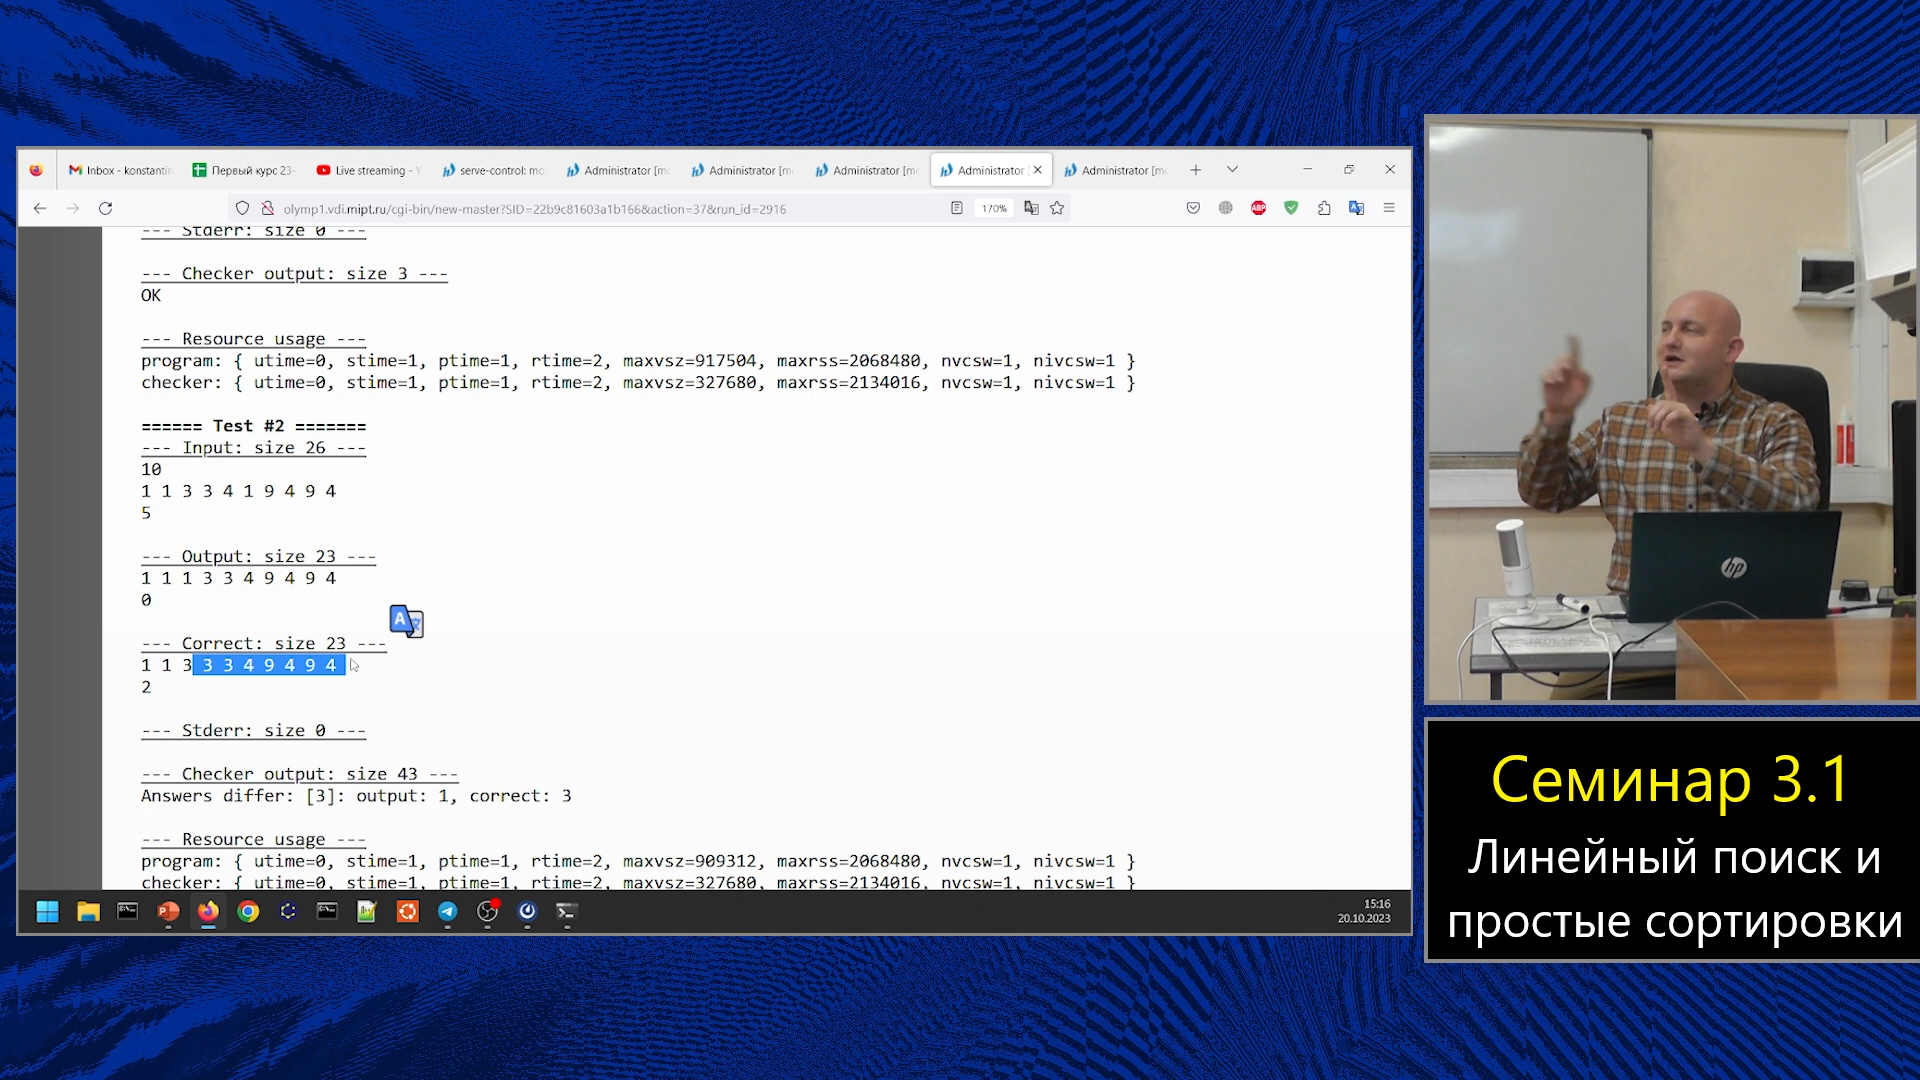 Inbox - konstantin
Первый курс 23-
Live streaming -
serve-control: mo
Administrator [mo
Administrator [mo
Administrator [mo
Administrator
Administrator [mo
olymp1.vdi.mipt.ru/cgi-bin/new-master?SID=22b9c81603a1b166&action=37&run_id=2916
170%
ABP
--- Stderr: size 0 ---
--- Checker output: size 3 ---
OK
--- Resource usage ---
program: { utime=0, stime=1, ptime=1, rtime=2, maxvsz=917504, maxrss=2068480, nvcsw=1, nivcsw=1 }
checker: { utime=0, stime=1, ptime=1, rtime=2, maxvsz=327680, maxrss=2134016, nvcsw=1, nivcsw=1 }
====== Test #2 =======
--- Input: size 26 ---
10
1 1 3 3 4 1 9 4 9 4
5
--- Output: size 23 ---
1 1 1 3 3 4 9 4 9 4
0
--- Correct: size 23 ---
1 1 3 3 3 4 9 4 9 4
2
--- Stderr: size 0 ---
--- Checker output: size 43 ---
Answers differ: [3]: output: 1, correct: 3
--- Resource usage ---
program: { utime=0, stime=1, ptime=1, rtime=2, maxvsz=909312, maxrss=2068480, nvcsw=1, nivcsw=1 }
checker: { utime=0, stime=1, ptime=1, rtime=2, maxvsz=327680, maxrss=2134016, nvcsw=1, nivcsw=1 }
15:16
20.10.2023
hp
Семинар 3.1
Линейный поиск и
простые сортировки